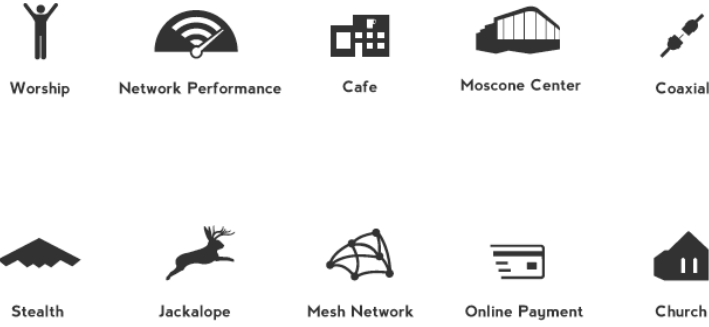 Worship
Network Performance
Cafe
Moscone Center
Coaxial
Stealth
Jackalope
Mesh Network
Online Payment
Church